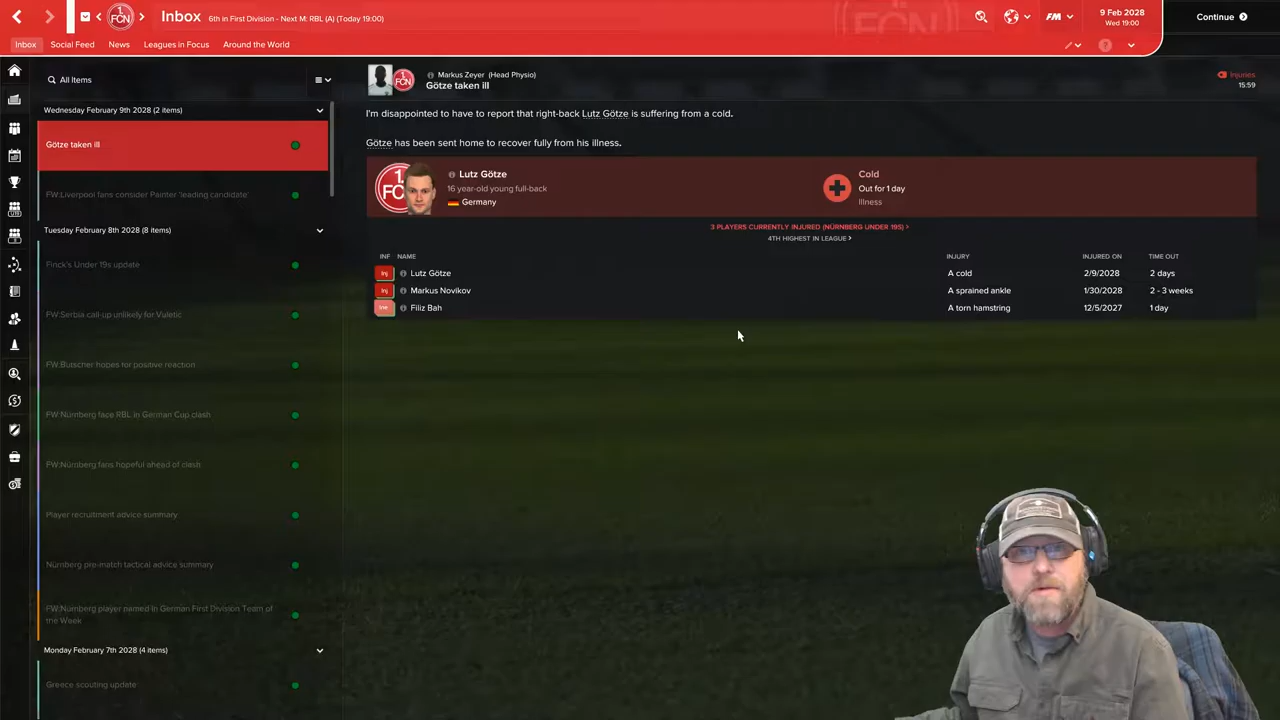 Inbox
6th in First Division - Next M: RBL (A) (Today 19:00)
FM
9 Feb 2028
Wed 19:00
Continue
Inbox
Social Feed
News
Leagues in Focus
Around the World
All Items
Wednesday February 9th 2028 (2 items)
Götze taken ill
FW:Liverpool fans consider Painter 'leading candidate'
Tuesday February 8th 2028 (8 items)
Finck's Under 19s update
FW:Serbia call-up unlikely for Vuletic
FW:Butscher hopes for positive reaction
FW:Nürnberg face RBL in German Cup clash
FW:Nürnberg fans hopeful ahead of clash
Player recruitment advice summary
Nürnberg pre-match tactical advice summary
FW:Nürnberg player named in German First Division Team of
the Week
Monday February 7th 2028 (4 items)
Greece scouting update
Markus Zeyer (Head Physio)
Götze taken ill
Injuries
15:59
I'm disappointed to have to report that right-back Lutz Götze is suffering from a cold.
Götze has been sent home to recover fully from his illness.
Lutz Götze
16 year-old young full-back
Germany
Cold
Out for 1 day
Illness
3 PLAYERS CURRENTLY INJURED (NÜRNBERG UNDER 19S) >
4TH HIGHEST IN LEAGUE >
INF NAME INJURY INJURED ON TIME OUT
Inj Lutz Götze A cold 2/9/2028 2 days
Inj Markus Novikov A sprained ankle 1/30/2028 2 - 3 weeks
Ine Filiz Bah A torn hamstring 12/5/2027 1 day